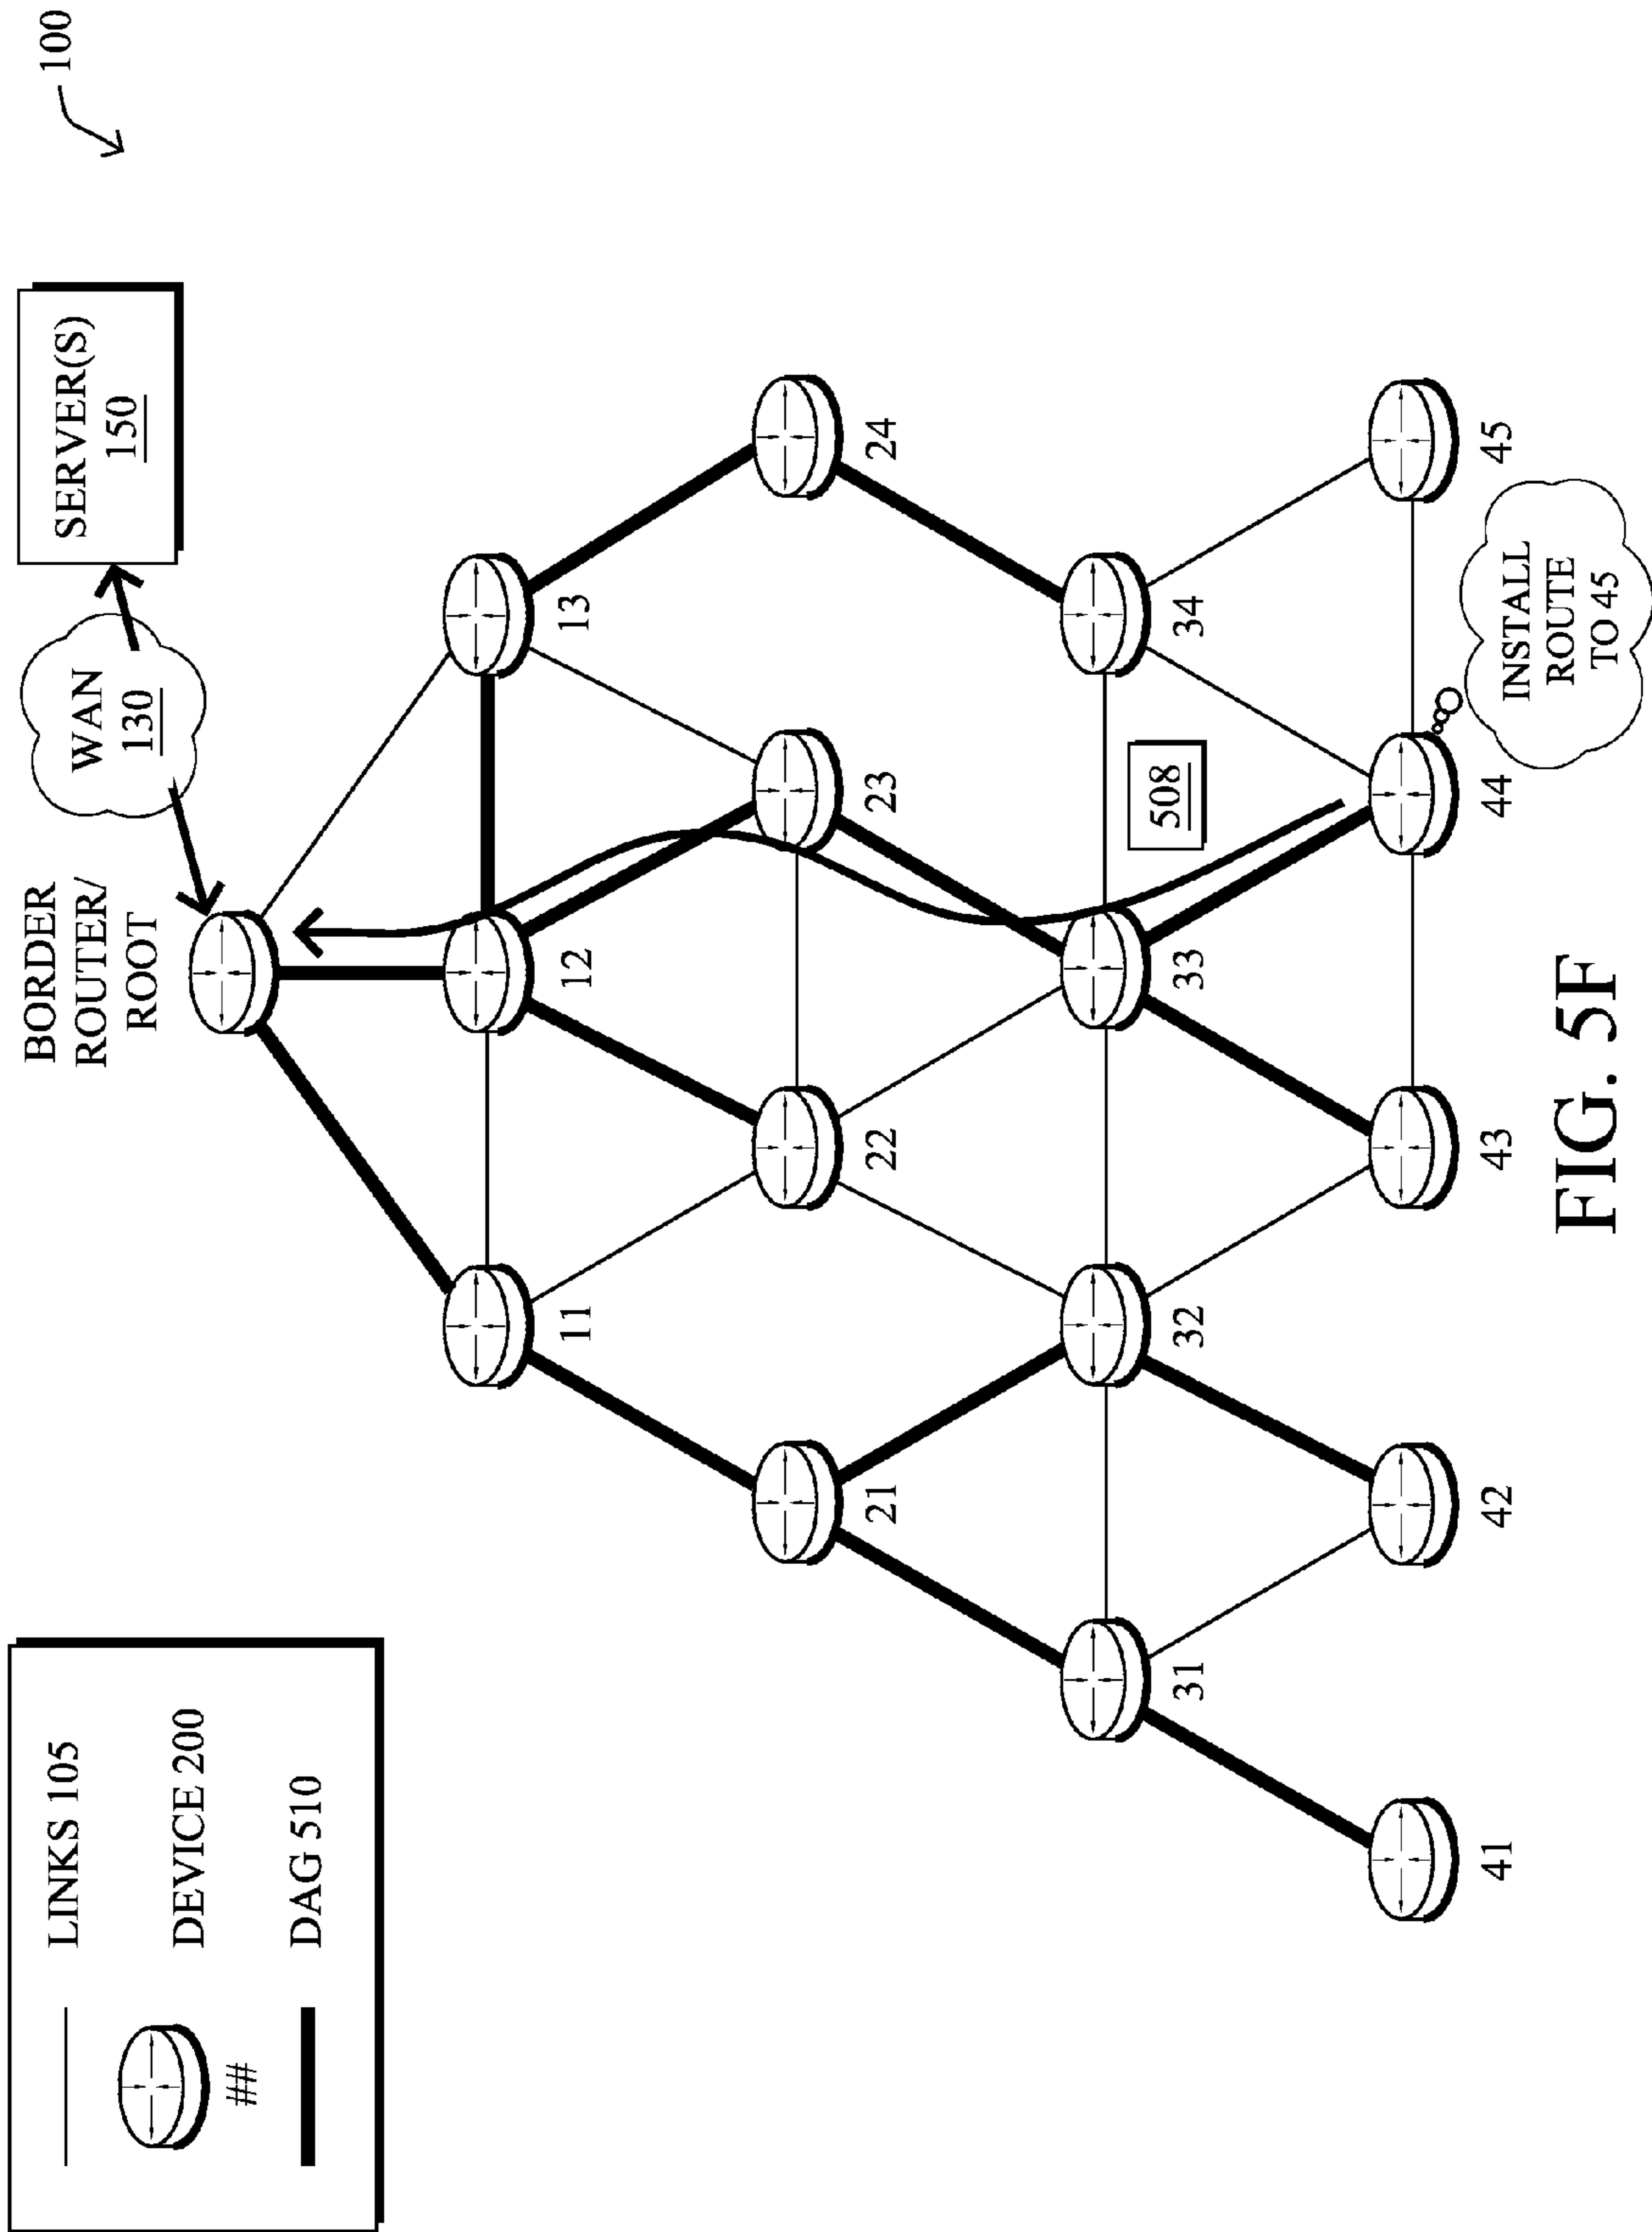 100
LINKS 105
DEVICE 200
##
DAG 510
BORDER
ROUTER/
ROOT
WAN
130
SERVER(S)
150
11
12
13
21
22
23
24
31
32
33
34
508
41
42
43
44
45
INSTALL
ROUTE
TO 45
FIG. 5F